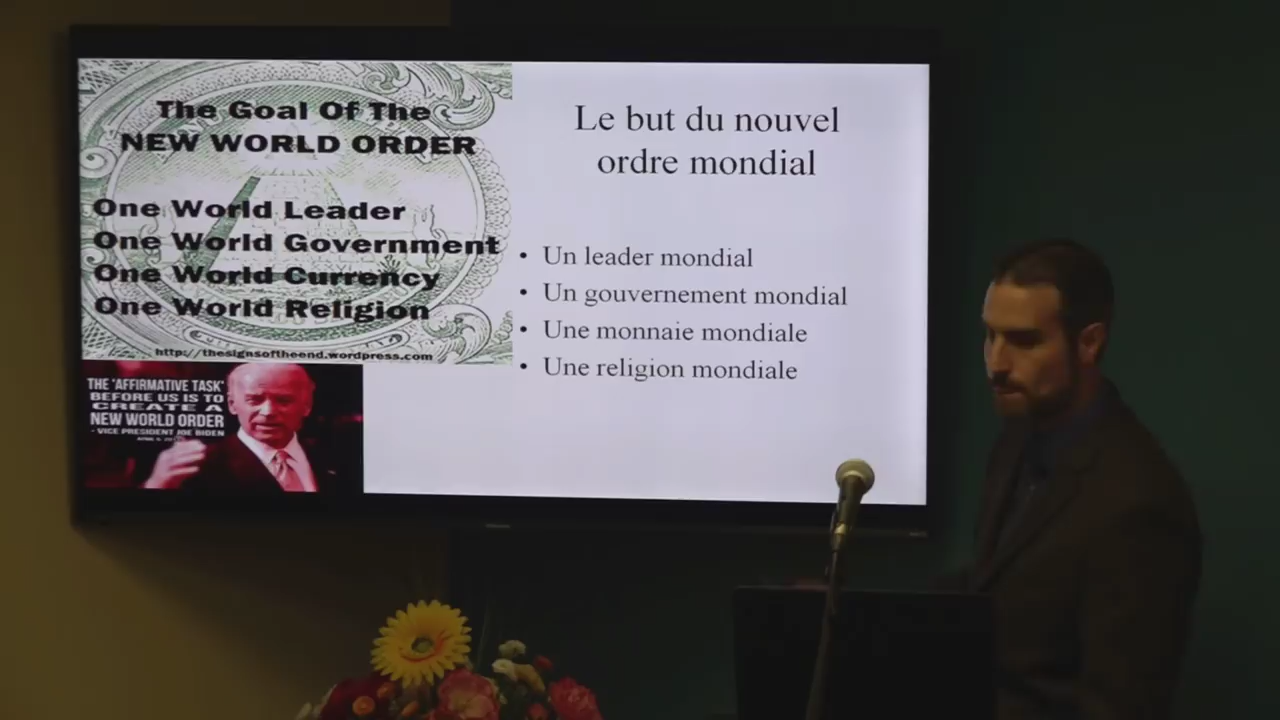 The Goal Of The
NEW WORLD ORDER
One World Leader
One World Government
One World Currency
One World Religion
http://thesignsoftheend.wordpress.com
THE 'AFFIRMATIVE TASK'
BEFORE US IS TO
CREATE A
NEW WORLD ORDER
- VICE PRESIDENT JOE BIDEN
Le but du nouvel
ordre mondial
• Un leader mondial
• Un gouvernement mondial
• Une monnaie mondiale
• Une religion mondiale